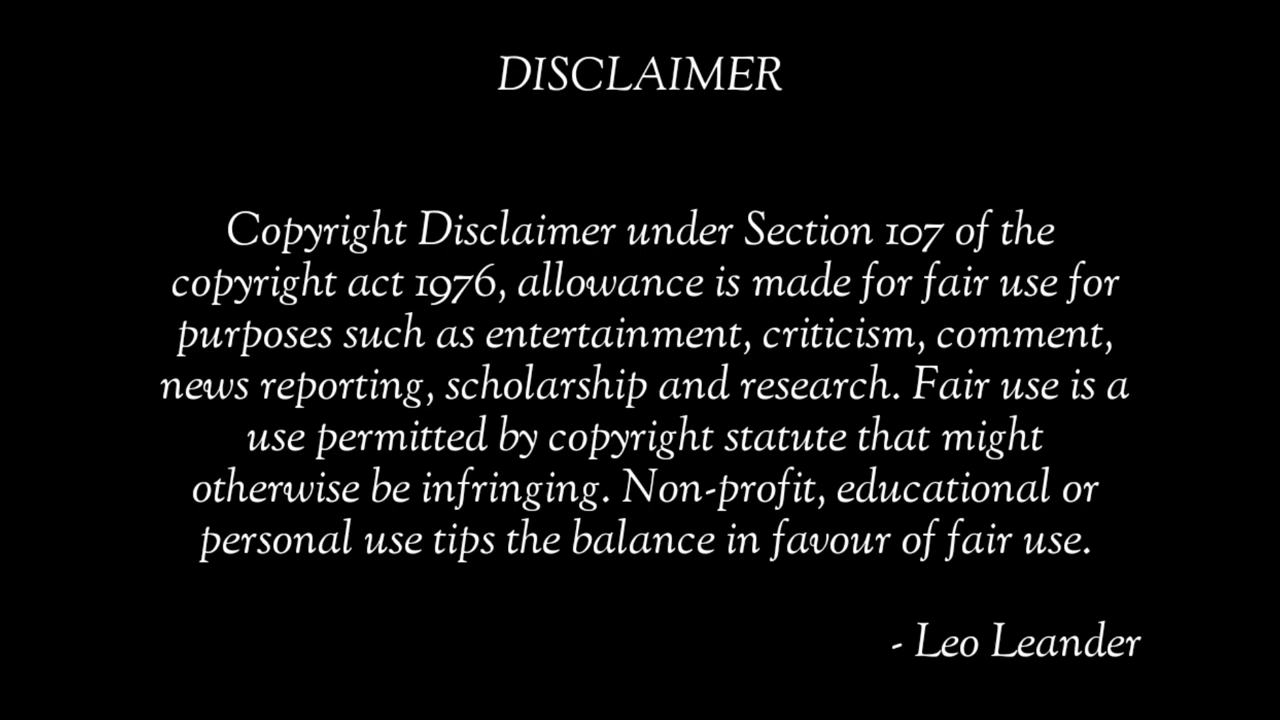 DISCLAIMER
Copyright Disclaimer under Section 107 of the
copyright act 1976, allowance is made for fair use for
purposes such as entertainment, criticism, comment,
news reporting, scholarship and research. Fair use is a
use permitted by copyright statute that might
otherwise be infringing. Non-profit, educational or
personal use tips the balance in favour of fair use.
- Leo Leander